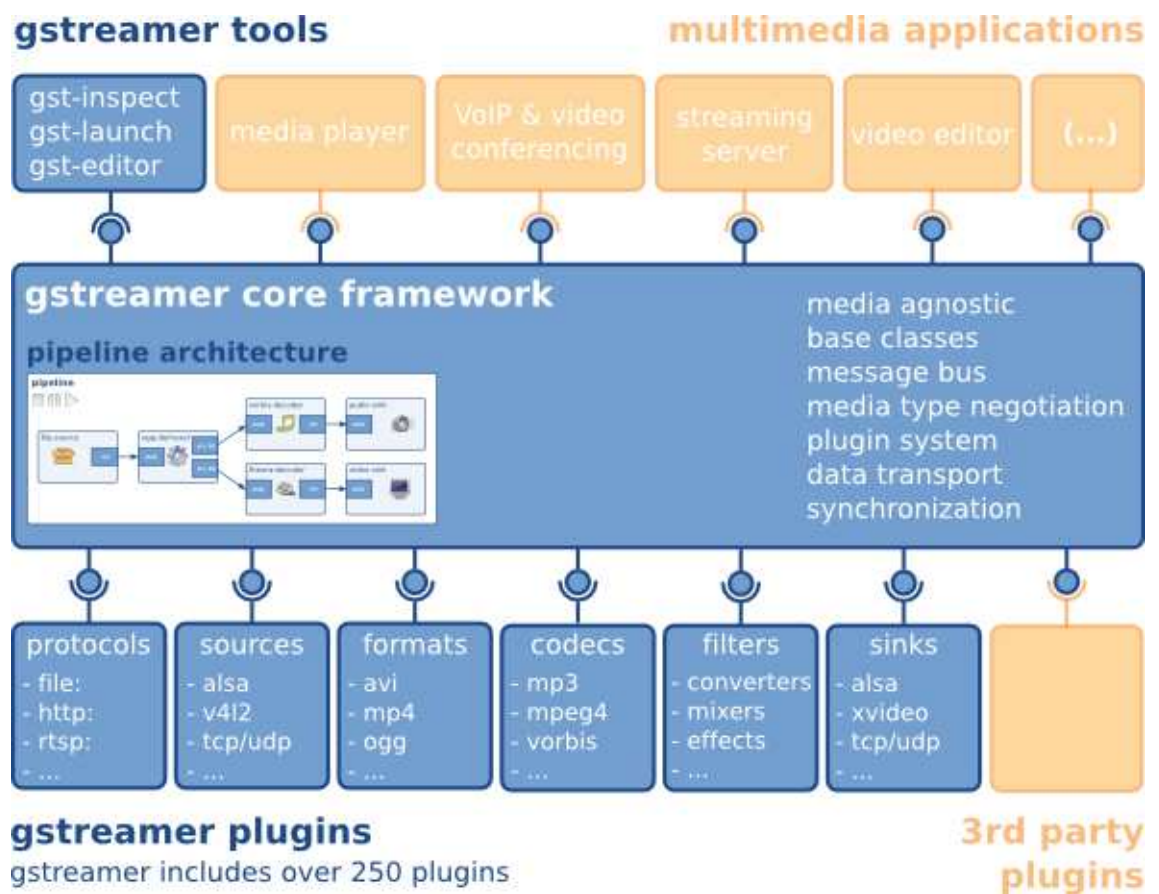 gstreamer tools
multimedia applications
gst-inspect
gst-launch
gst-editor
media player
VoIP & video
conferencing
streaming
server
video editor
(...)
gstreamer core framework
pipeline architecture
pipeline
media agnostic
base classes
message bus
media type negotiation
plugin system
data transport
synchronization
protocols
- file:
- http:
- rtsp:
- ...
sources
- alsa
- v4l2
- tcp/udp
- ...
formats
- avi
- mp4
- ogg
- ...
codecs
- mp3
- mpeg4
- vorbis
- ...
filters
- converters
- mixers
- effects
- ...
sinks
- alsa
- xvideo
- tcp/udp
- ...
gstreamer plugins
gstreamer includes over 250 plugins
3rd party
plugins